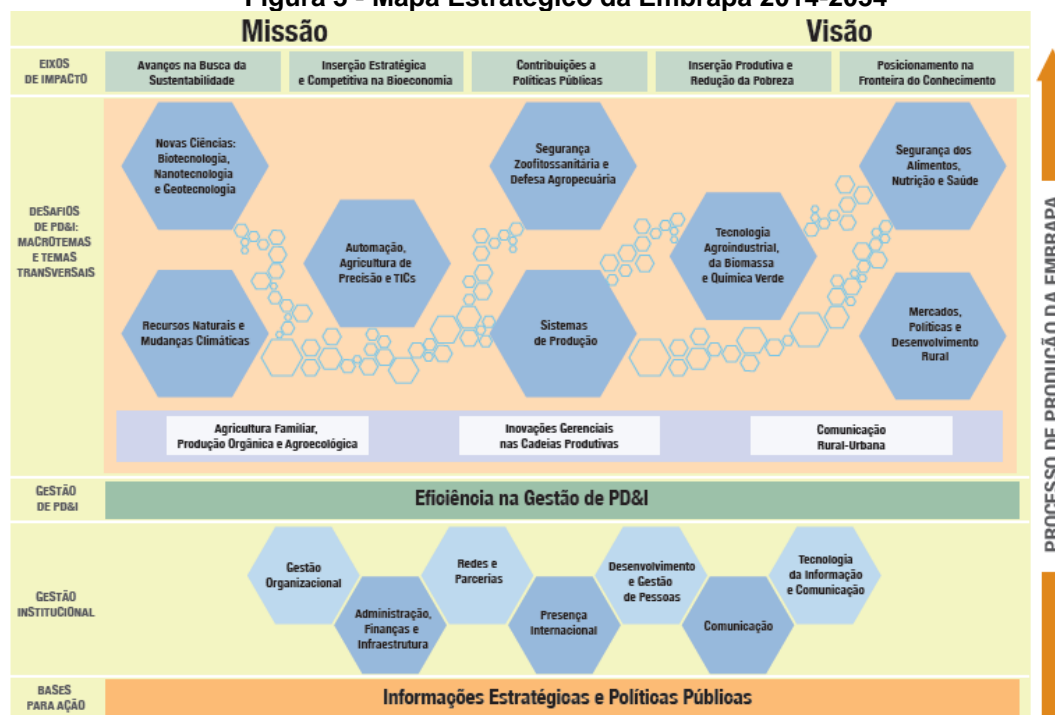 Figura 3 - Mapa Estratégico da Embrapa 2014-2034
Missão
Visão
EIXOS
DE IMPACTO
Avanços na Busca da
Sustentabilidade
Inserção Estratégica
e Competitiva na Bioeconomia
Contribuições a
Políticas Públicas
Inserção Produtiva e
Redução da Pobreza
Posicionamento na
Fronteira do Conhecimento
DESAFIOS
DE PD&I:
MACROTEMAS
E TEMAS
TRANSVERSAIS
Novas Ciências:
Biotecnologia,
Nanotecnologia
e Geotecnologia
Segurança
Zoofitossanitária e
Defesa Agropecuária
Segurança dos
Alimentos,
Nutrição e Saúde
Automação,
Agricultura de
Precisão e TICs
Tecnologia
Agroindustrial,
da Biomassa
e Química Verde
Recursos Naturais e
Mudanças Climáticas
Sistemas
de Produção
Mercados,
Políticas e
Desenvolvimento
Rural
Agricultura Familiar,
Produção Orgânica e Agroecológica
Inovações Gerenciais
nas Cadeias Produtivas
Comunicação
Rural-Urbana
GESTÃO
DE PD&I
Eficiência na Gestão de PD&I
GESTÃO
INSTITUCIONAL
Gestão
Organizacional
Administração,
Finanças e
Infraestrutura
Redes e
Parcerias
Presença
Internacional
Desenvolvimento
e Gestão
de Pessoas
Comunicação
Tecnologia
da Informação
e Comunicação
BASES
PARA AÇÃO
Informações Estratégicas e Políticas Públicas
PROCESSO DE PRODUÇÃO DA EMBRAPA